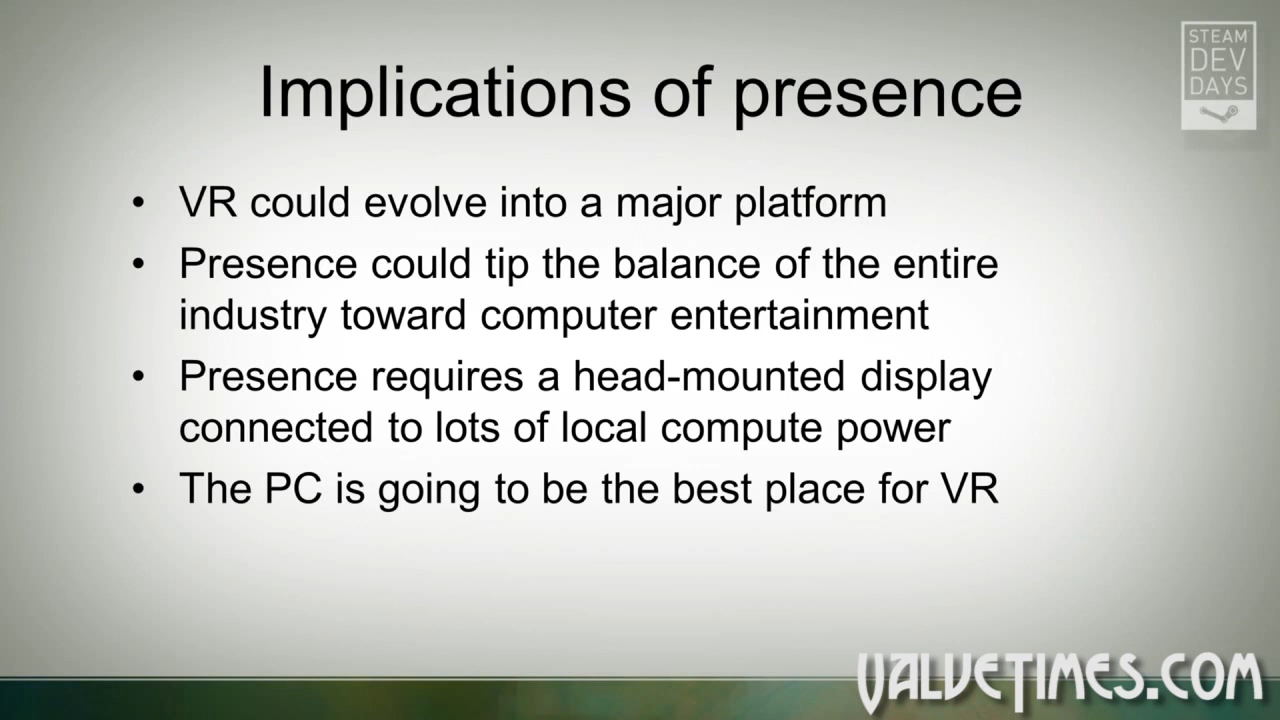 STEAM
DEV
DAYS
Implications of presence
• VR could evolve into a major platform
• Presence could tip the balance of the entire
industry toward computer entertainment
• Presence requires a head-mounted display
connected to lots of local compute power
• The PC is going to be the best place for VR
VALVETIMES.COM